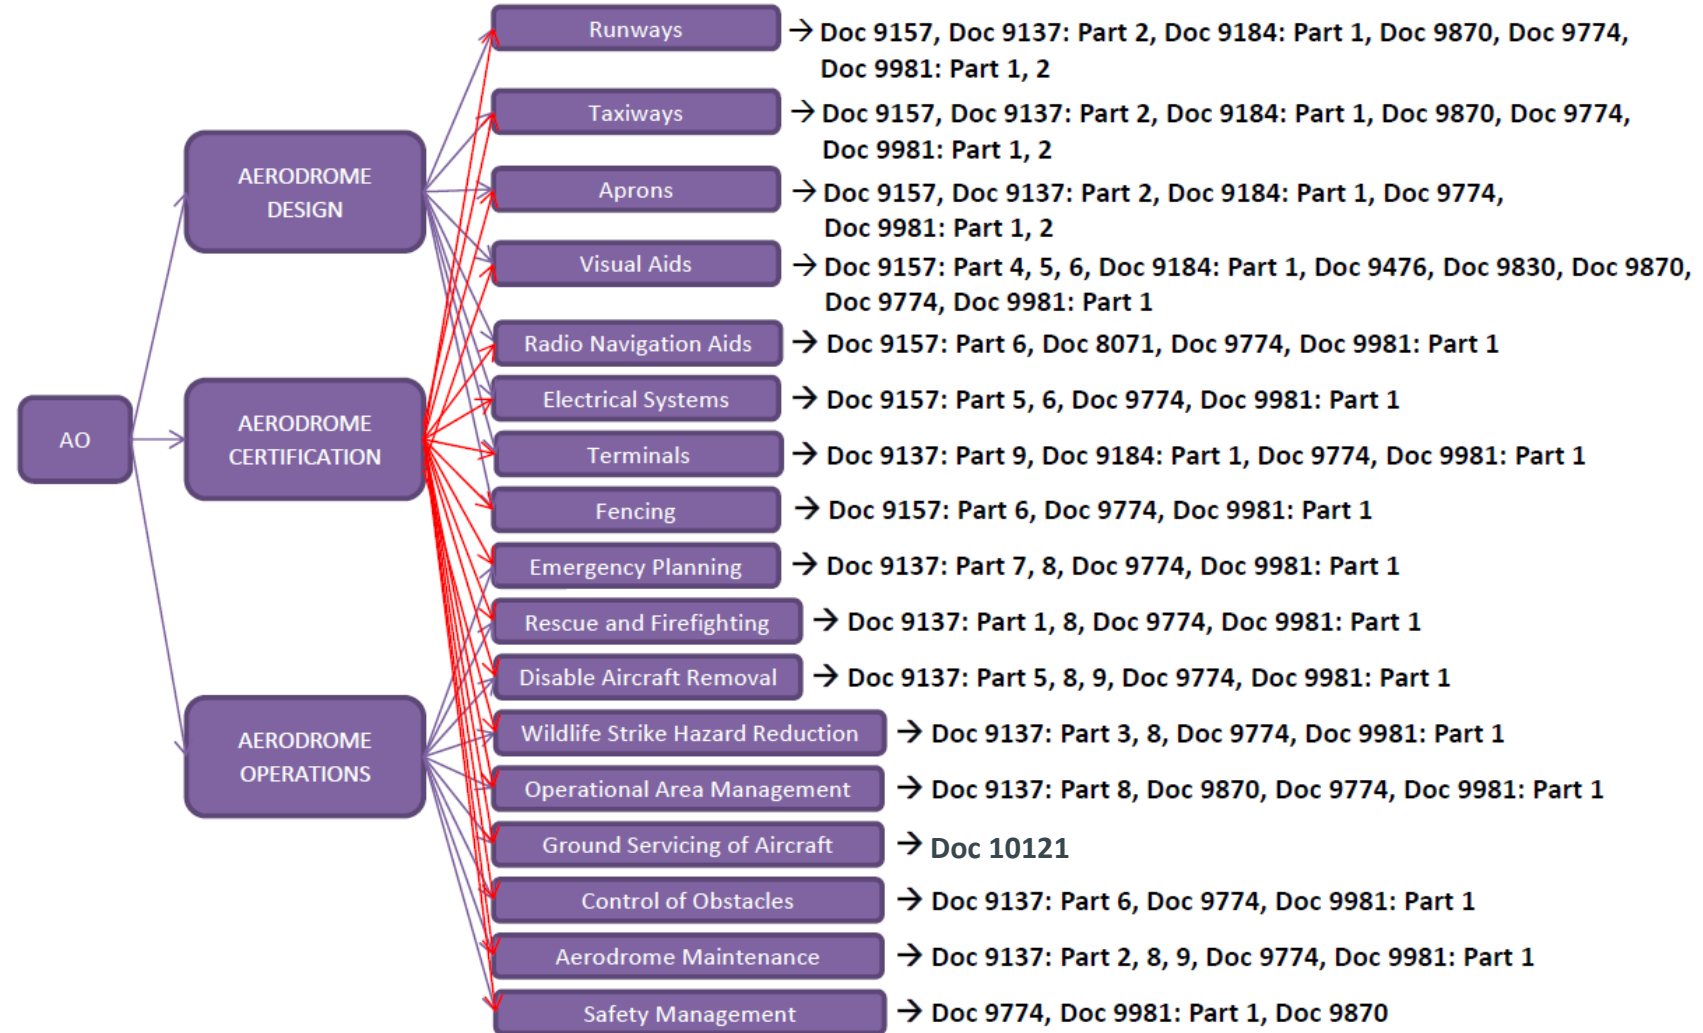 AO
AERODROME
DESIGN
AERODROME
CERTIFICATION
AERODROME
OPERATIONS
Runways → Doc 9157, Doc 9137: Part 2, Doc 9184: Part 1, Doc 9870, Doc 9774,
Doc 9981: Part 1, 2
Taxiways → Doc 9157, Doc 9137: Part 2, Doc 9184: Part 1, Doc 9870, Doc 9774,
Doc 9981: Part 1, 2
Aprons → Doc 9157, Doc 9137: Part 2, Doc 9184: Part 1, Doc 9774,
Doc 9981: Part 1, 2
Visual Aids → Doc 9157: Part 4, 5, 6, Doc 9184: Part 1, Doc 9476, Doc 9830, Doc 9870,
Doc 9774, Doc 9981: Part 1
Radio Navigation Aids → Doc 9157: Part 6, Doc 8071, Doc 9774, Doc 9981: Part 1
Electrical Systems → Doc 9157: Part 5, 6, Doc 9774, Doc 9981: Part 1
Terminals → Doc 9137: Part 9, Doc 9184: Part 1, Doc 9774, Doc 9981: Part 1
Fencing → Doc 9157: Part 6, Doc 9774, Doc 9981: Part 1
Emergency Planning → Doc 9137: Part 7, 8, Doc 9774, Doc 9981: Part 1
Rescue and Firefighting → Doc 9137: Part 1, 8, Doc 9774, Doc 9981: Part 1
Disable Aircraft Removal → Doc 9137: Part 5, 8, 9, Doc 9774, Doc 9981: Part 1
Wildlife Strike Hazard Reduction → Doc 9137: Part 3, 8, Doc 9774, Doc 9981: Part 1
Operational Area Management → Doc 9137: Part 8, Doc 9870, Doc 9774, Doc 9981: Part 1
Ground Servicing of Aircraft → Doc 10121
Control of Obstacles → Doc 9137: Part 6, Doc 9774, Doc 9981: Part 1
Aerodrome Maintenance → Doc 9137: Part 2, 8, 9, Doc 9774, Doc 9981: Part 1
Safety Management → Doc 9774, Doc 9981: Part 1, Doc 9870